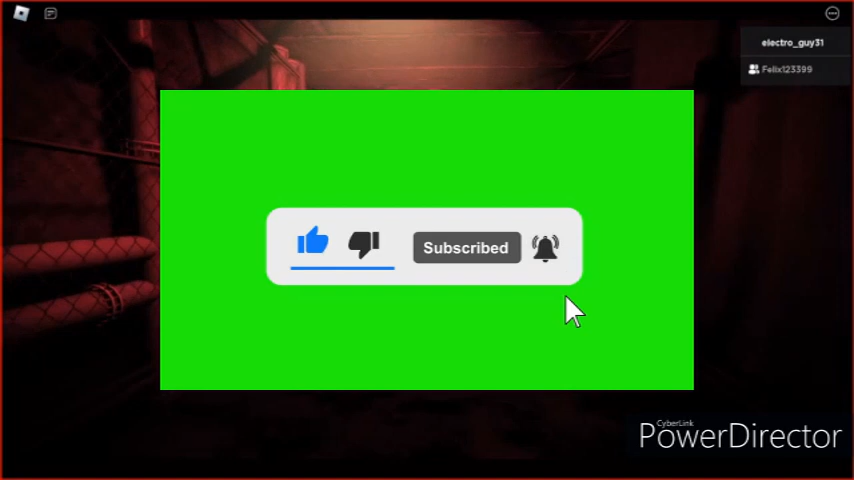 electro_guy31
Felix123399
Subscribed
CyberLink
PowerDirector